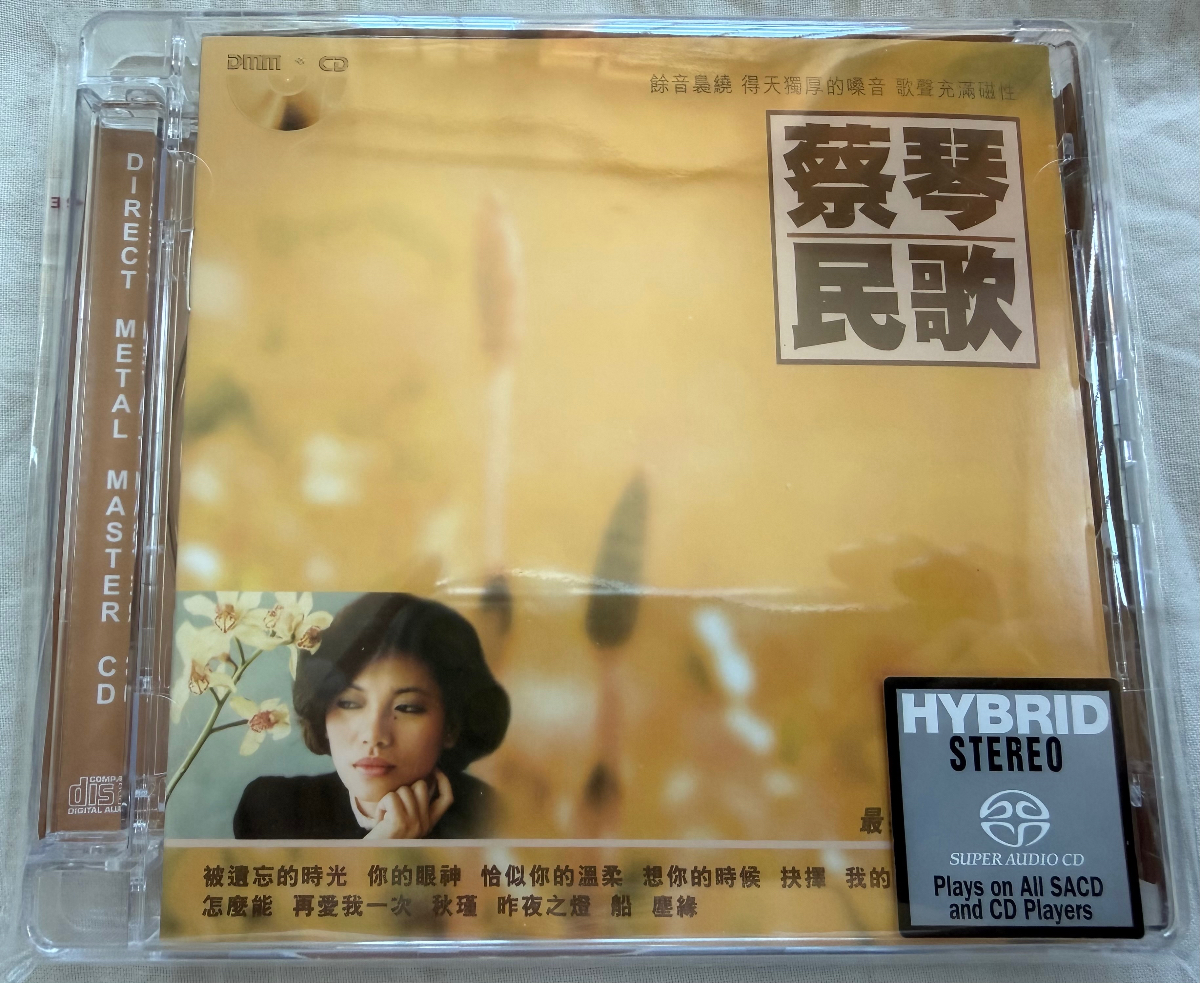 DMM CD
餘音裊繞 得天獨厚的嗓音 歌聲充滿磁性
蔡琴
民歌
DIRECT METAL MASTER CD
DIGITAL
最
HYBRID
STEREO
SUPER AUDIO CD
Plays on All SACD
and CD Players
被遺忘的時光 你的眼神 恰似你的溫柔 想你的時候 抉擇 我的
怎麼能 再愛我一次 秋瑾 昨夜之燈 船 塵緣